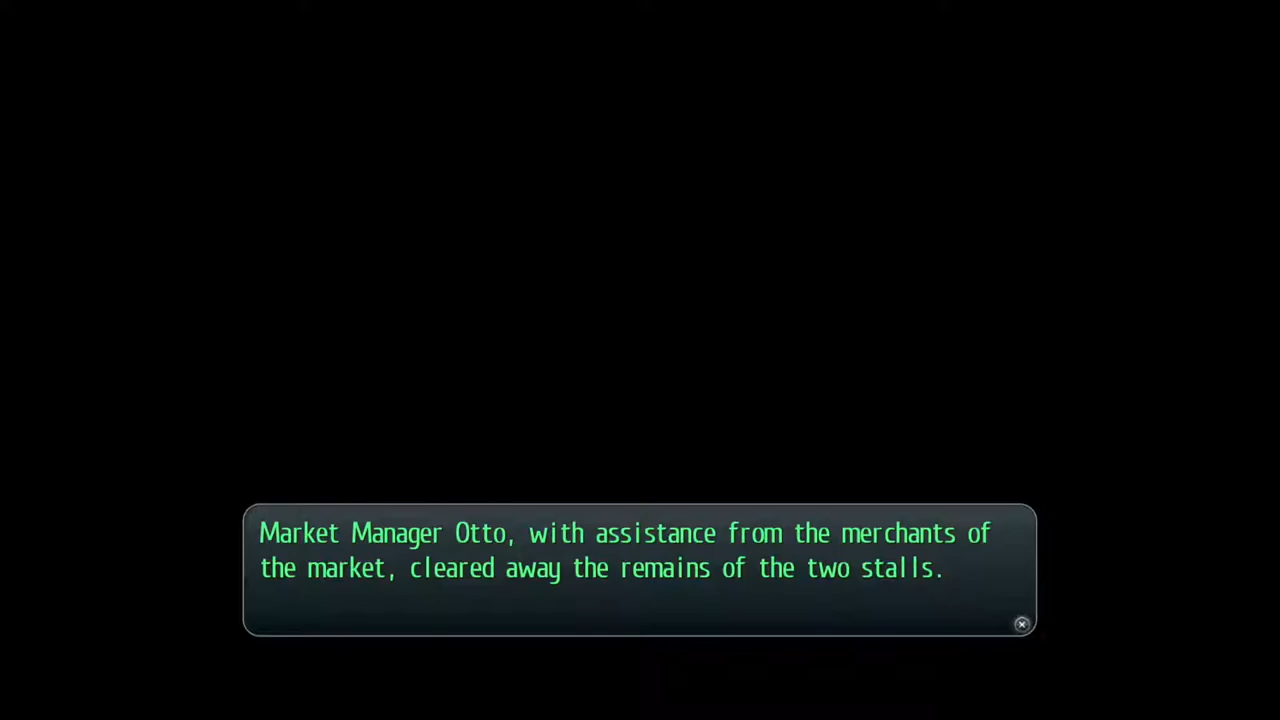 Market Manager Otto, with assistance from the merchants of
the market, cleared away the remains of the two stalls.